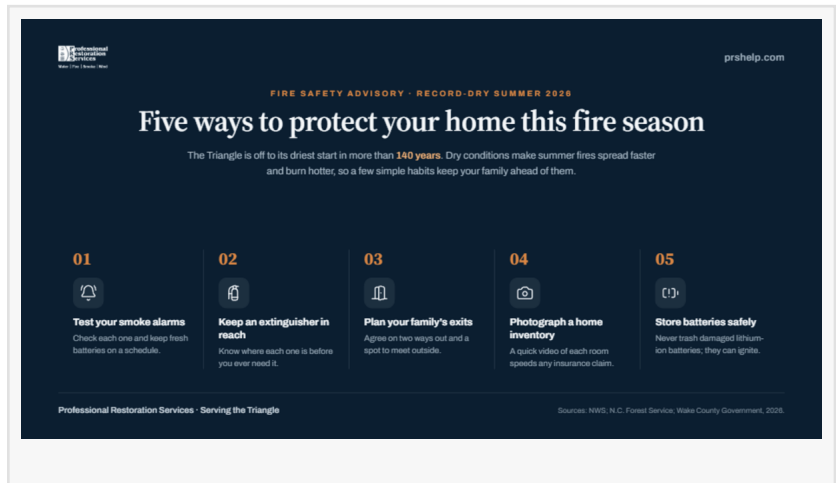 Professional
Restoration
Services
Water | Fire | Smoke | Mold
prshelp.com
FIRE SAFETY ADVISORY · RECORD-DRY SUMMER 2026
Five ways to protect your home this fire season
The Triangle is off to its driest start in more than 140 years. Dry conditions make summer fires spread faster
and burn hotter, so a few simple habits keep your family ahead of them.
01
Test your smoke alarms
Check each one and keep fresh
batteries on a schedule.
02
Keep an extinguisher in
reach
Know where each one is before
you ever need it.
03
Plan your family's exits
Agree on two ways out and a
spot to meet outside.
04
Photograph a home
inventory
A quick video of each room
speeds any insurance claim.
05
Store batteries safely
Never trash damaged lithium-
ion batteries; they can ignite.
Professional Restoration Services · Serving the Triangle
Sources: NWS; N.C. Forest Service; Wake County Government, 2026.